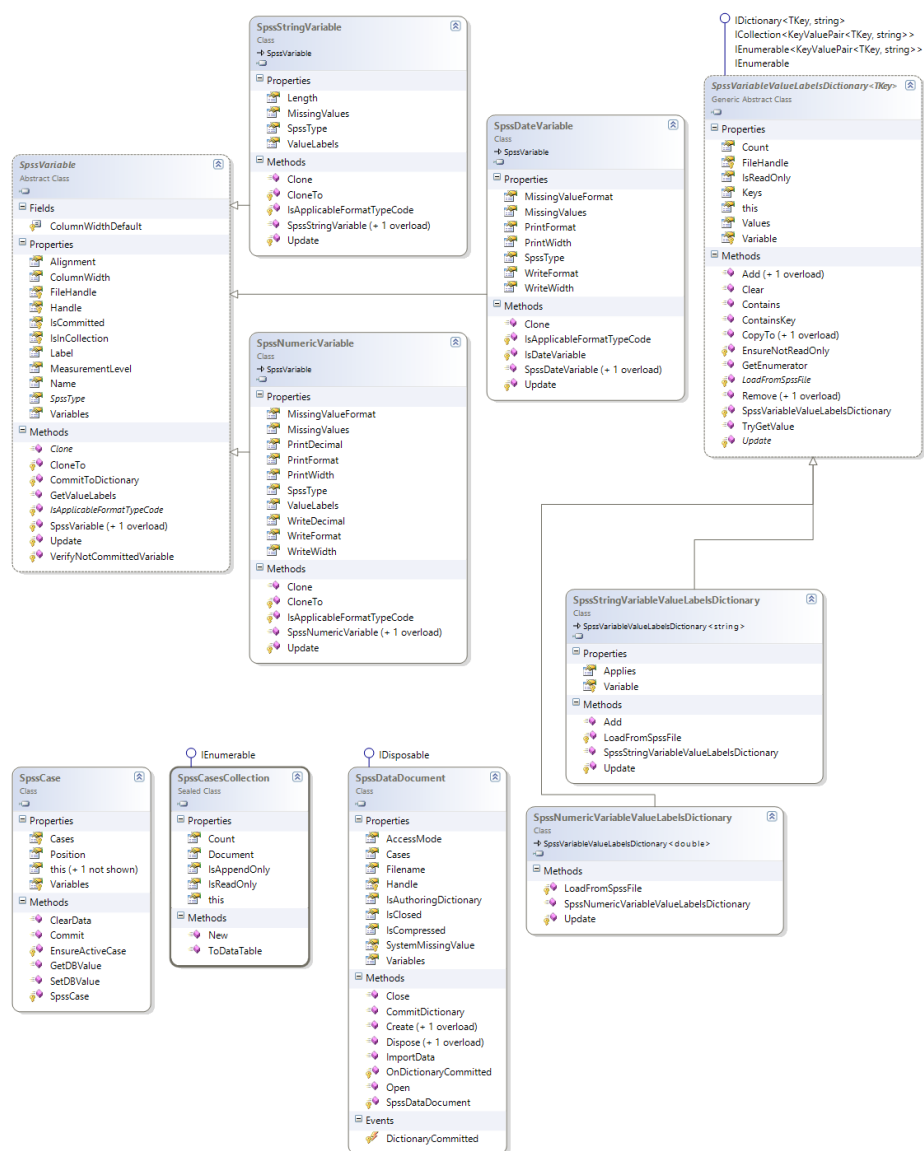 SpssStringVariable
Class
SpssVariable
Properties
Length
MissingValues
SpssType
ValueLabels
Methods
Clone
CloneTo
IsApplicableFormatTypeCode
SpssStringVariable (+ 1 overload)
Update
IDictionary<TKey, string>
ICollection<KeyValuePair<TKey, string>>
IEnumerable<KeyValuePair<TKey, string>>
IEnumerable
SpssVariableValueLabelsDictionary<TKey>
Generic Abstract Class
Properties
Count
FileHandle
IsReadOnly
Keys
this
Values
Variable
Methods
Add (+ 1 overload)
Clear
Contains
ContainsKey
CopyTo (+ 1 overload)
EnsureNotReadOnly
GetEnumerator
LoadFromSpssFile
Remove (+ 1 overload)
SpssVariableValueLabelsDictionary
TryGetValue
Update
SpssDateVariable
Class
SpssVariable
Properties
MissingValueFormat
MissingValues
PrintFormat
PrintWidth
SpssType
WriteFormat
WriteWidth
Methods
Clone
IsApplicableFormatTypeCode
IsDateVariable
SpssDateVariable (+ 1 overload)
Update
SpssVariable
Abstract Class
Fields
ColumnWidthDefault
Properties
Alignment
ColumnWidth
FileHandle
Handle
IsCommitted
IsInCollection
Label
MeasurementLevel
Name
SpssType
Variables
Methods
Clone
CloneTo
CommitToDictionary
GetValueLabels
IsApplicableFormatTypeCode
SpssVariable (+ 1 overload)
Update
VerifyNotCommittedVariable
SpssNumericVariable
Class
SpssVariable
Properties
MissingValueFormat
MissingValues
PrintDecimal
PrintFormat
PrintWidth
SpssType
ValueLabels
WriteDecimal
WriteFormat
WriteWidth
Methods
Clone
CloneTo
IsApplicableFormatTypeCode
SpssNumericVariable (+ 1 overload)
Update
SpssStringVariableValueLabelsDictionary
Class
SpssVariableValueLabelsDictionary<string>
Properties
Applies
Variable
Methods
Add
LoadFromSpssFile
SpssStringVariableValueLabelsDictionary
Update
SpssCase
Class
Properties
Cases
Position
this (+ 1 not shown)
Variables
Methods
ClearData
Commit
EnsureActiveCase
GetDBValue
SetDBValue
SpssCase
IEnumerable
SpssCasesCollection
Sealed Class
Properties
Count
Document
IsAppendOnly
IsReadOnly
this
Methods
New
ToDataTable
IDisposable
SpssDataDocument
Class
Properties
AccessMode
Cases
Filename
Handle
IsAuthoringDictionary
IsClosed
IsCompressed
SystemMissingValue
Variables
Methods
Close
CommitDictionary
Create (+ 1 overload)
Dispose (+ 1 overload)
ImportData
OnDictionaryCommitted
Open
SpssDataDocument
Events
DictionaryCommitted
SpssNumericVariableValueLabelsDictionary
Class
SpssVariableValueLabelsDictionary<double>
Methods
LoadFromSpssFile
SpssNumericVariableValueLabelsDictionary
Update